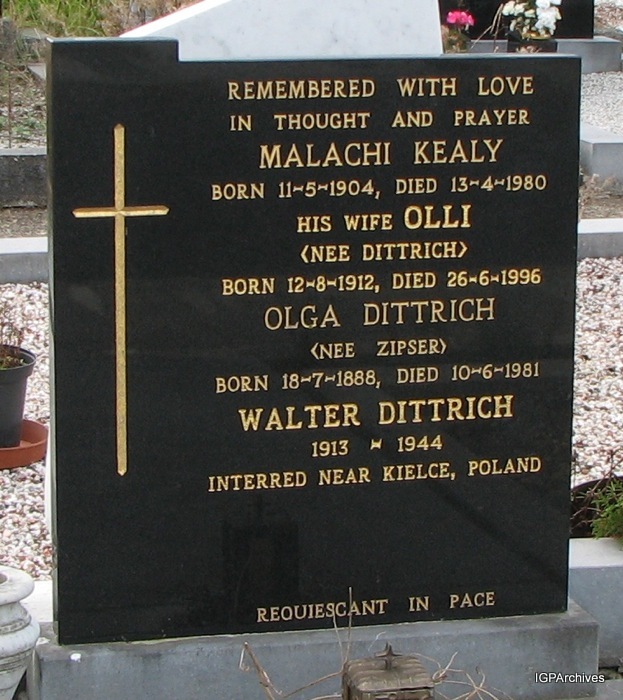 REMEMBERED WITH LOVE
IN THOUGHT AND PRAYER
MALACHI KEALY
BORN 11-5-1904, DIED 13-4-1980
HIS WIFE OLLI
(NEE DITTRICH)
BORN 12-8-1912, DIED 26-6-1996
OLGA DITTRICH
(NEE ZIPSER)
BORN 18-7-1888, DIED 10-6-1981
WALTER DITTRICH
1913 - 1944
INTERRED NEAR KIELCE, POLAND
REQUIESCANT IN PACE
IGPArchives